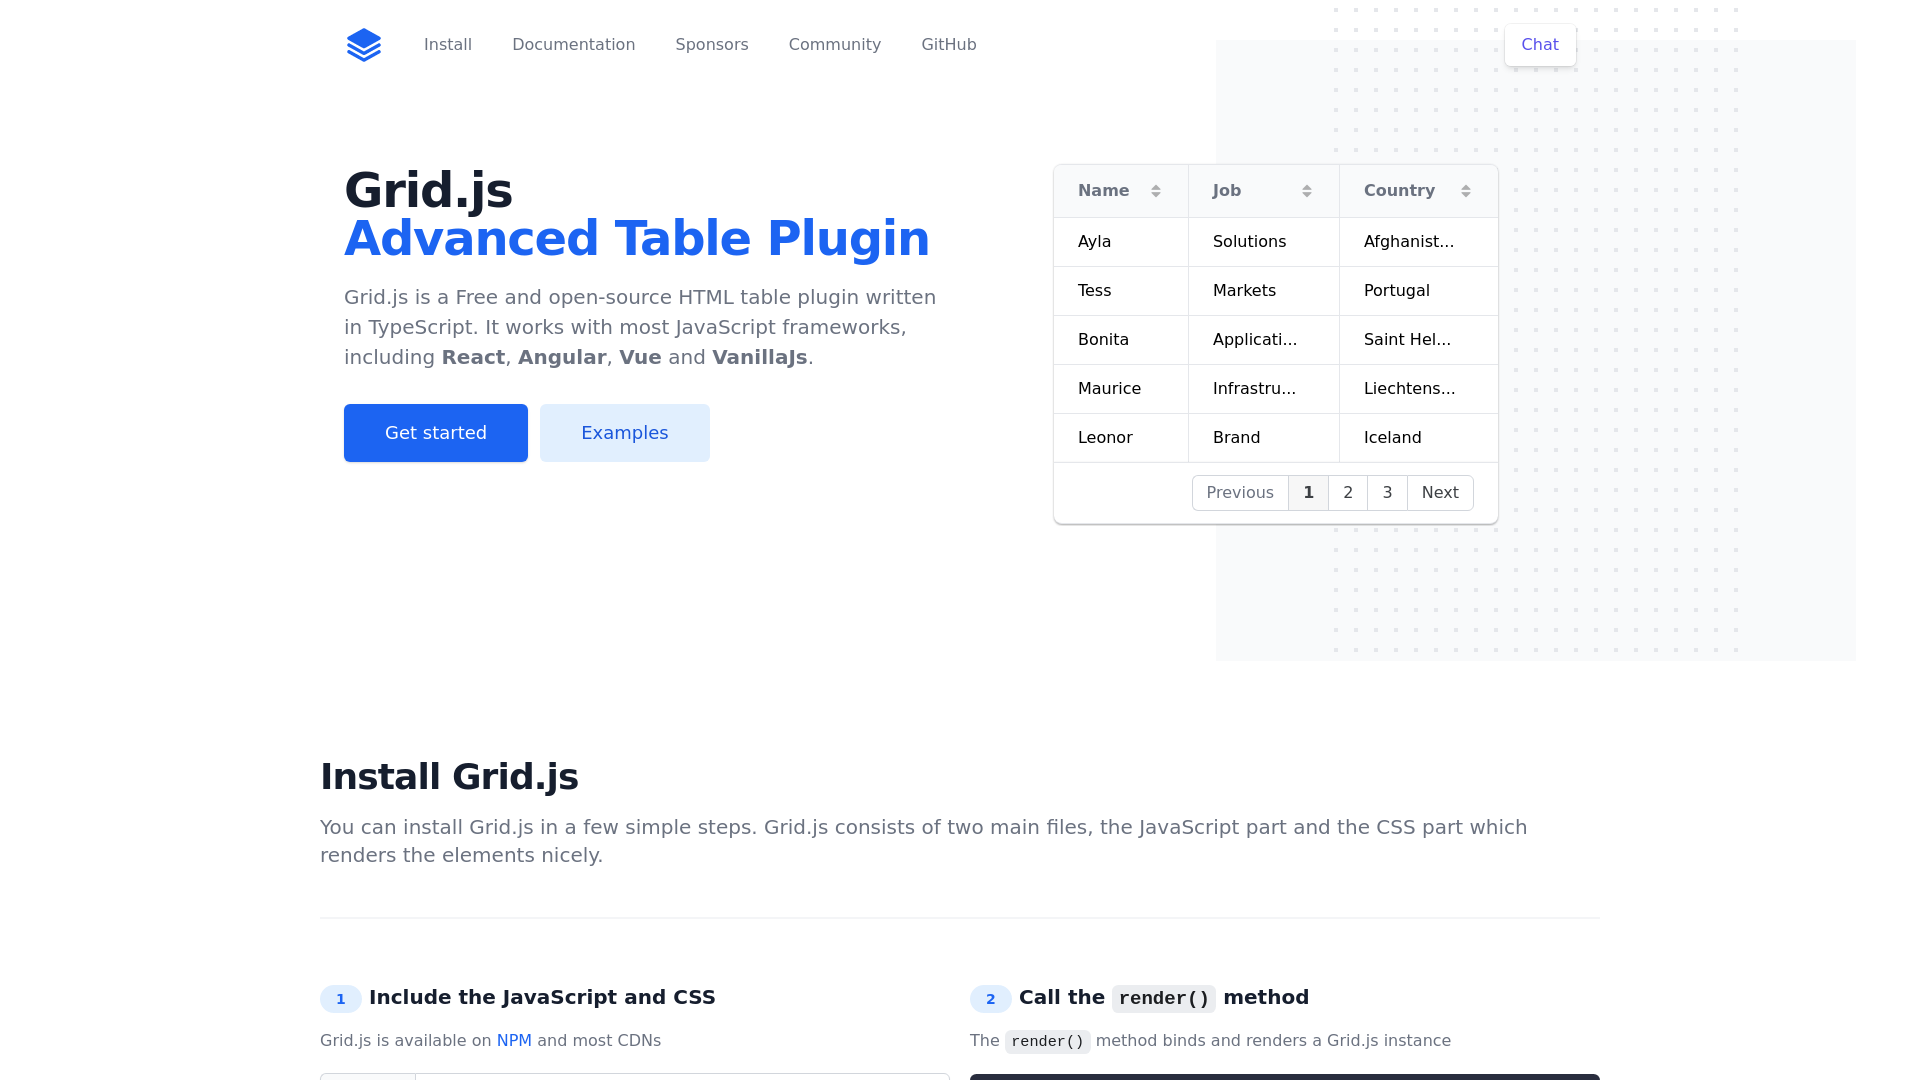 Install
Documentation
Sponsors
Community
GitHub
Chat
Grid.js
Advanced Table Plugin
Grid.js is a Free and open-source HTML table plugin written
in TypeScript. It works with most JavaScript frameworks,
including React, Angular, Vue and VanillaJs.
Get started
Examples
Name Job Country
Ayla Solutions Afghanist...
Tess Markets Portugal
Bonita Applicati... Saint Hel...
Maurice Infrastru... Liechtens...
Leonor Brand Iceland
Previous 1 2 3 Next
Install Grid.js
You can install Grid.js in a few simple steps. Grid.js consists of two main files, the JavaScript part and the CSS part which
renders the elements nicely.
1 Include the JavaScript and CSS
Grid.js is available on NPM and most CDNs
2 Call the render() method
The render() method binds and renders a Grid.js instance